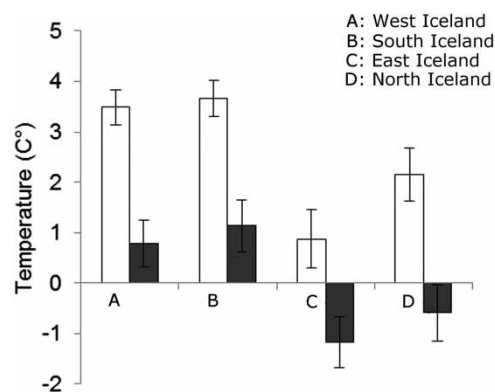 A: West Iceland
B: South Iceland
C: East Iceland
D: North Iceland
Temperature (C°)
5
4
3
2
1
0
-1
-2
A
B
C
D